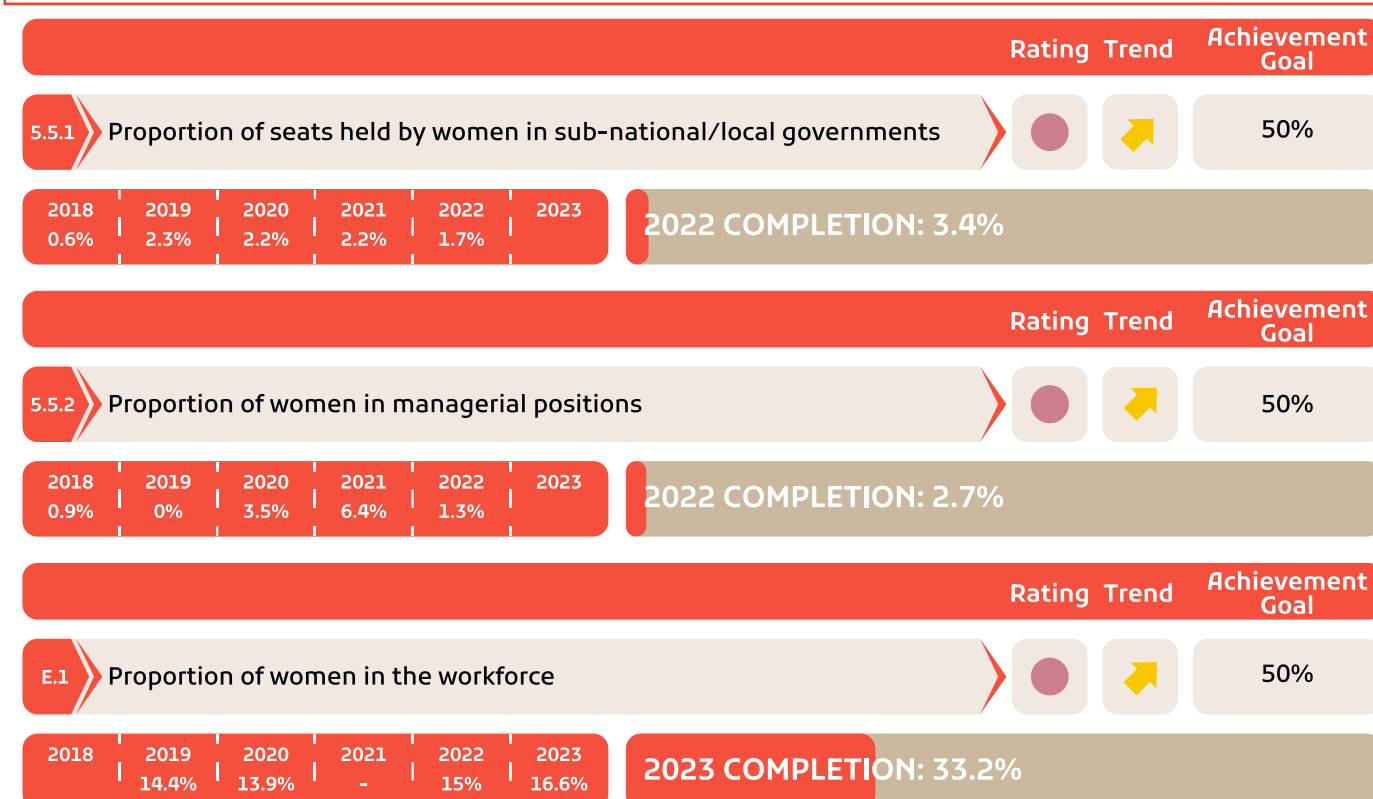 Rating Trend Achievement Goal
5.5.1 Proportion of seats held by women in sub-national/local governments 50%
2018 2019 2020 2021 2022 2023
0.6% 2.3% 2.2% 2.2% 1.7%
2022 COMPLETION: 3.4%
Rating Trend Achievement Goal
5.5.2 Proportion of women in managerial positions 50%
2018 2019 2020 2021 2022 2023
0.9% 0% 3.5% 6.4% 1.3%
2022 COMPLETION: 2.7%
Rating Trend Achievement Goal
E.1 Proportion of women in the workforce 50%
2018 2019 2020 2021 2022 2023
14.4% 13.9% - 15% 16.6%
2023 COMPLETION: 33.2%